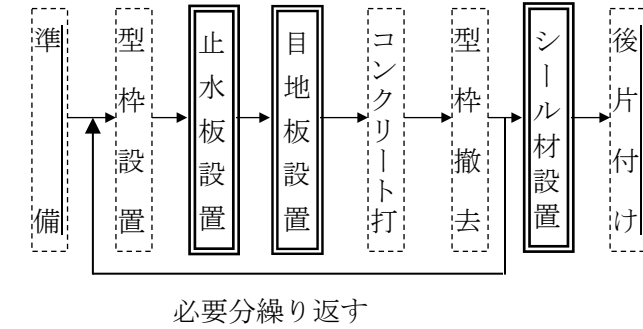 準備
型枠設置
止水板設置
目地板設置
コンクリート打
型枠撤去
シール材設置
後片付け
必要分繰り返す